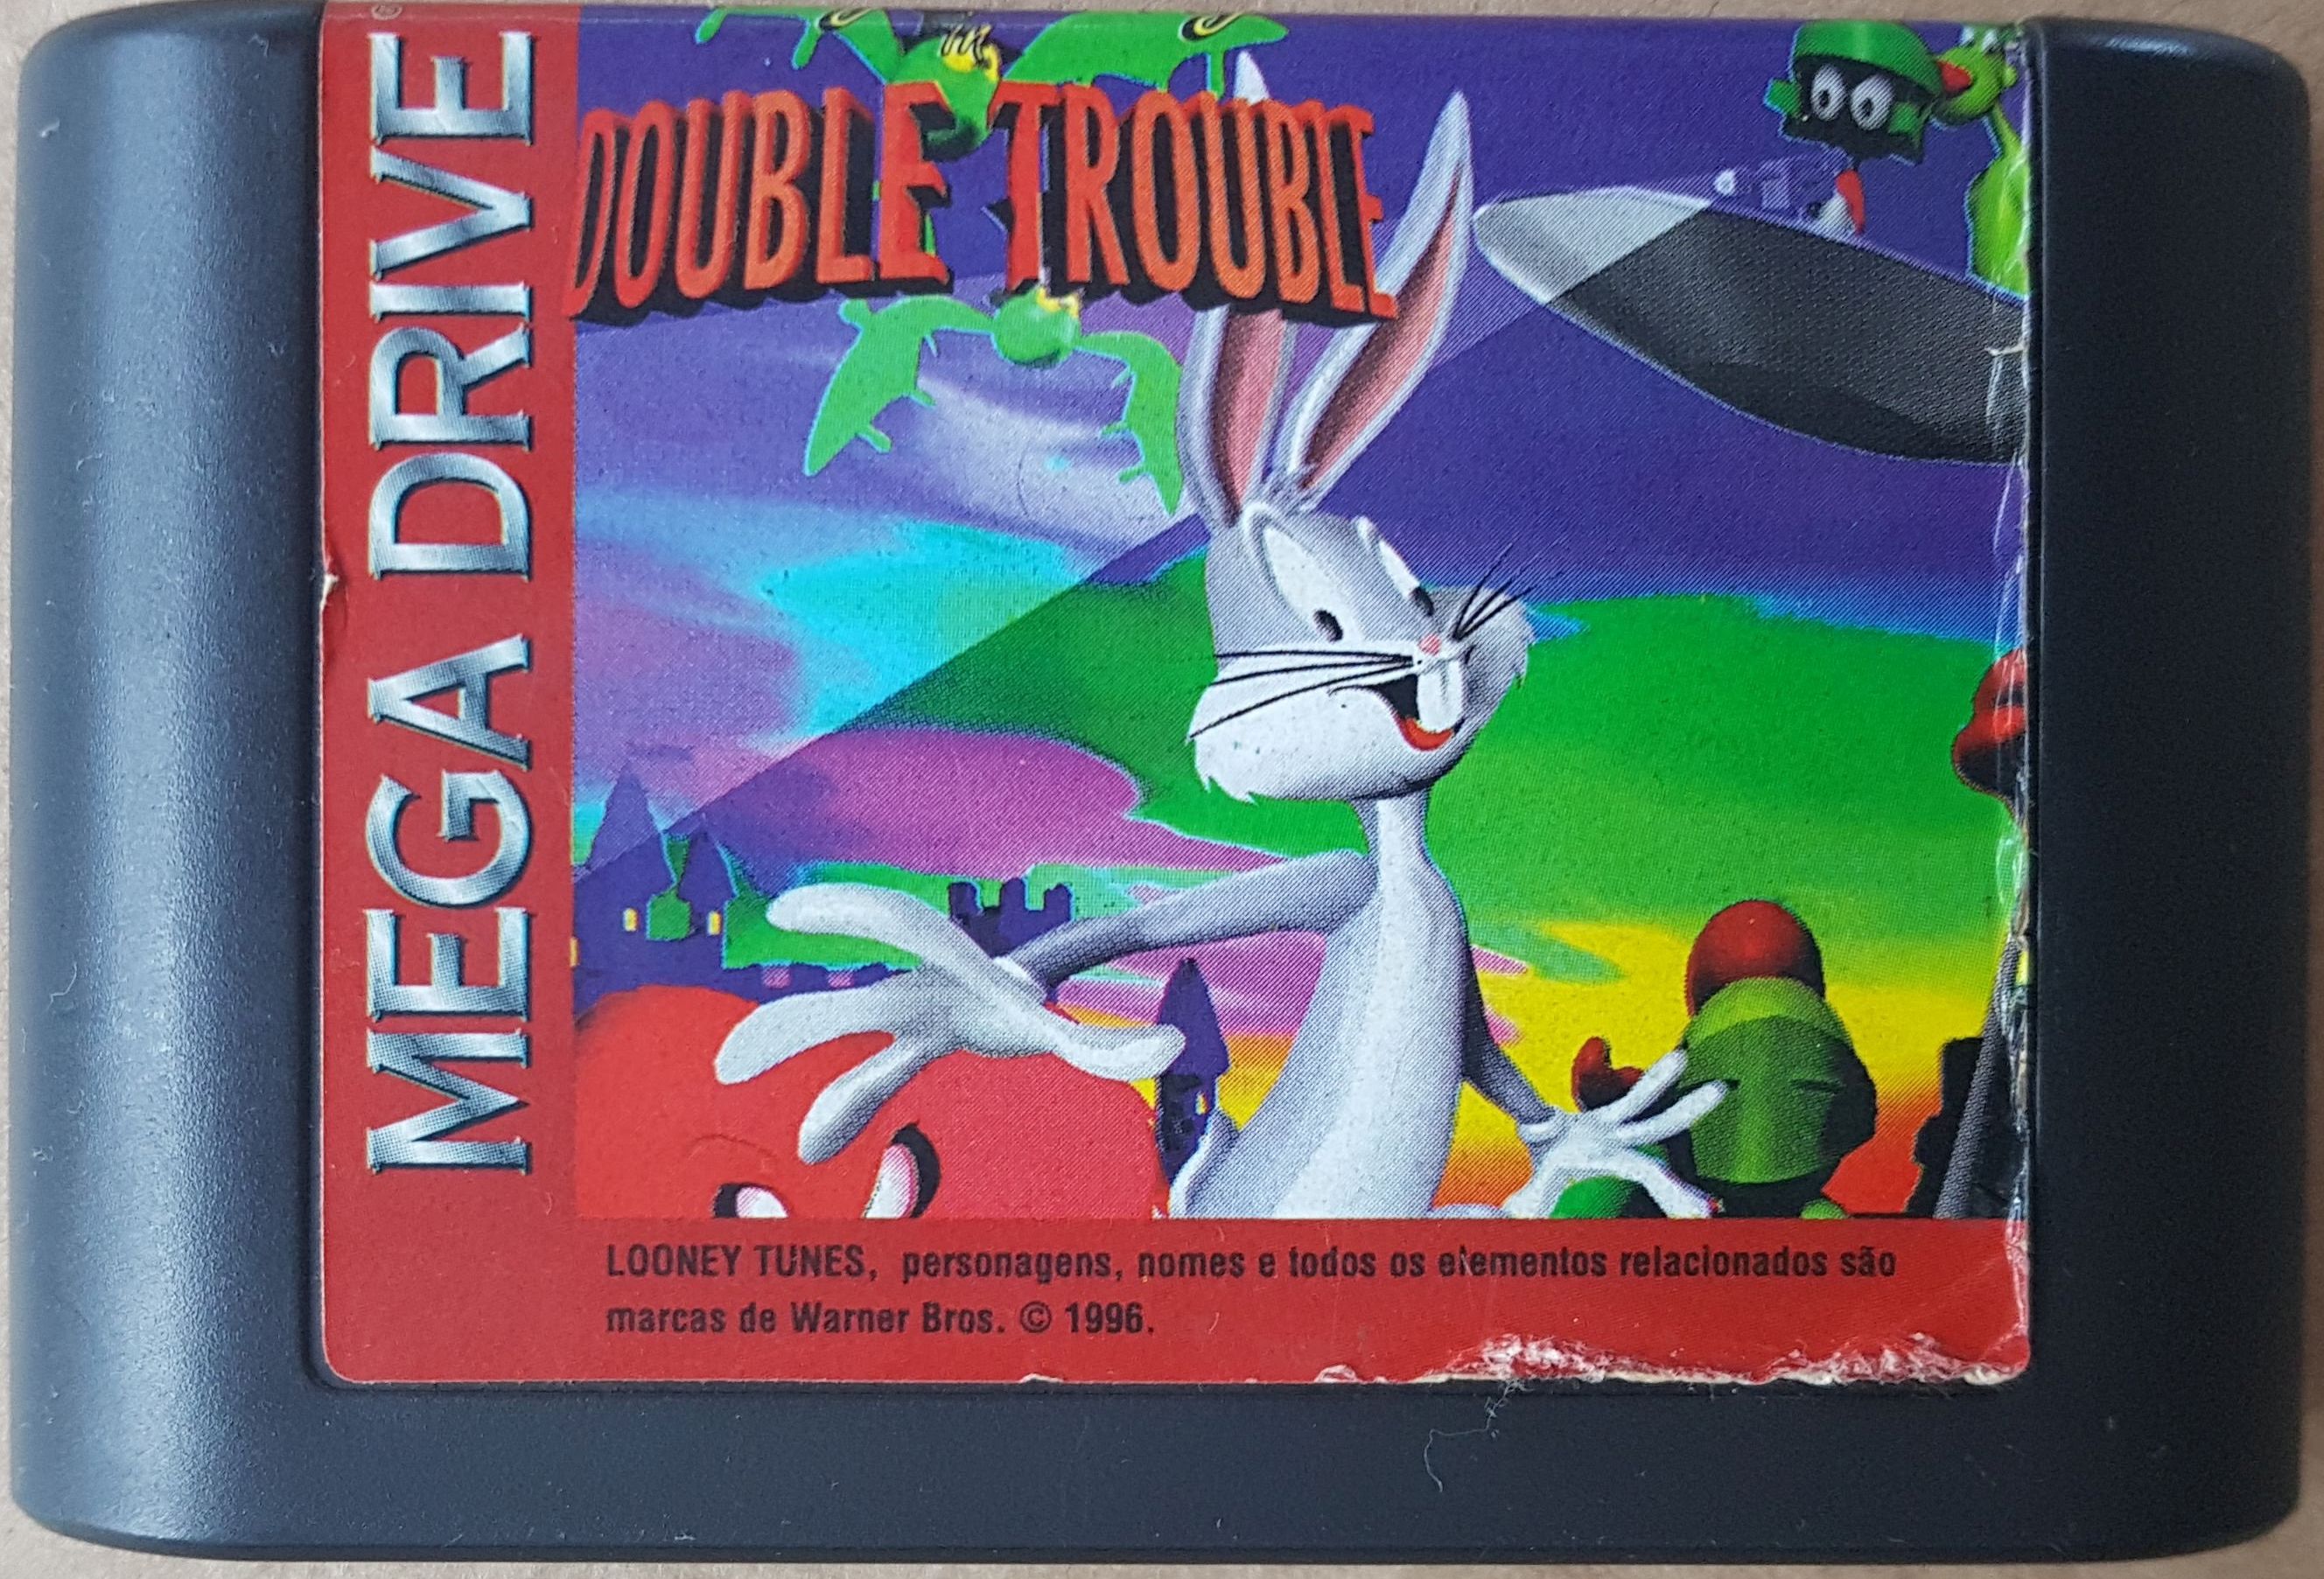 MEGA DRIVE
DOUBLE TROUBLE
LOONEY TUNES, personagens, nomes e todos os elementos relacionados são
marcas de Warner Bros. © 1996.